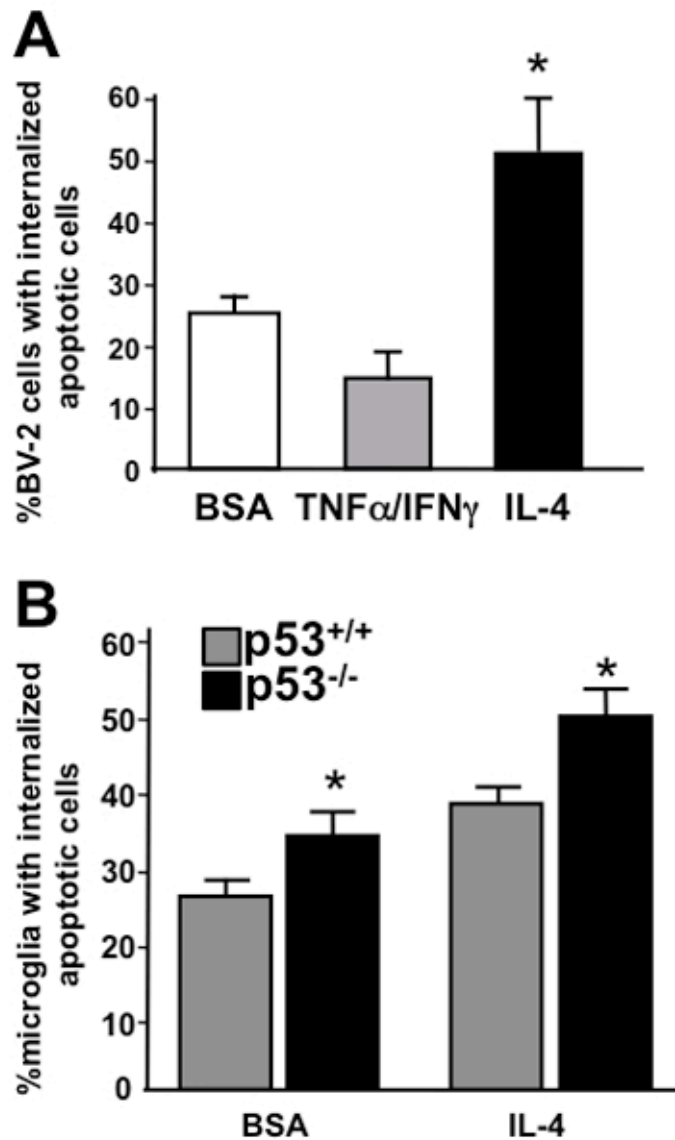 A
*
%BV-2 cells with internalized
apoptotic cells
60
50
40
30
20
10
0
BSA TNFα/IFNγ IL-4
B
%microglia with internalized
apoptotic cells
60
50
40
30
20
10
0
p53+/+
p53-/-
*
*
BSA IL-4